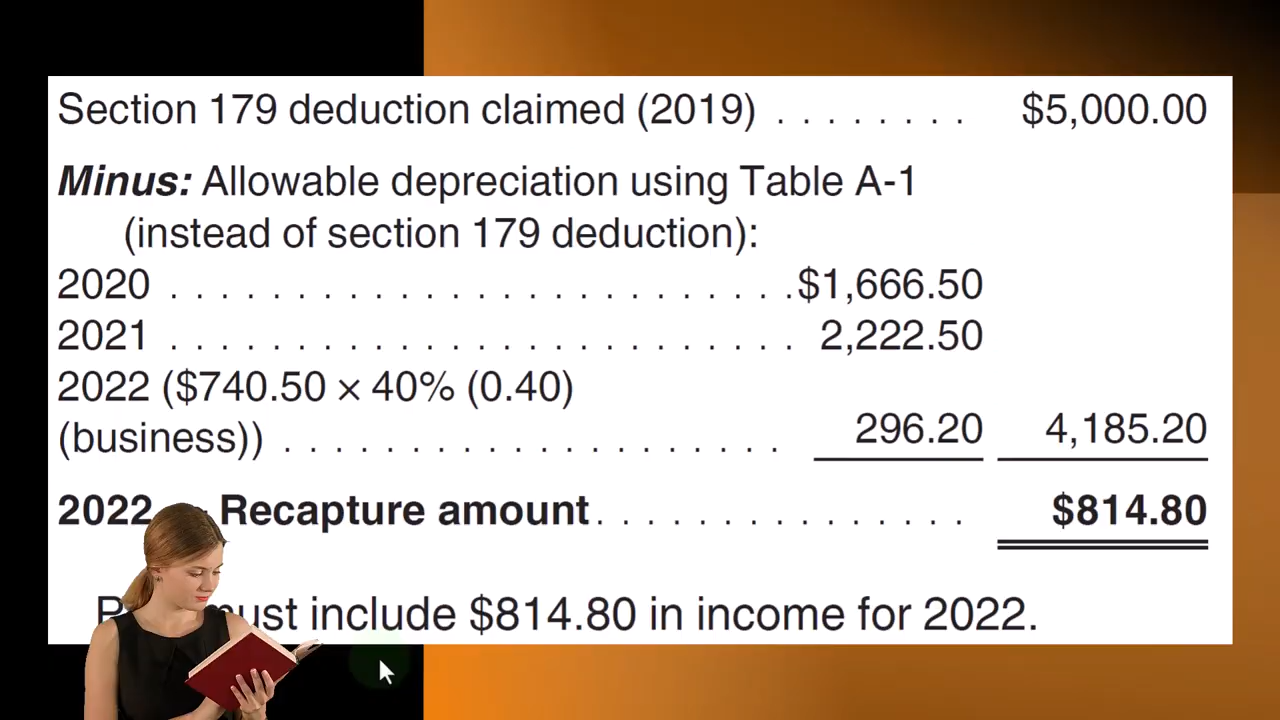 Section 179 deduction claimed (2019) . . . . . . . . $5,000.00
Minus: Allowable depreciation using Table A-1
(instead of section 179 deduction):
2020 . . . . . . . . . . . . . . . . . . . . . . . . . $1,666.50
2021 . . . . . . . . . . . . . . . . . . . . . . . . . 2,222.50
2022 ($740.50 × 40% (0.40)
(business)) . . . . . . . . . . . . . . . . . . . . 296.20 4,185.20
2022 Recapture amount . . . . . . . . . . . . . . . $814.80
include $814.80 in income for 2022.